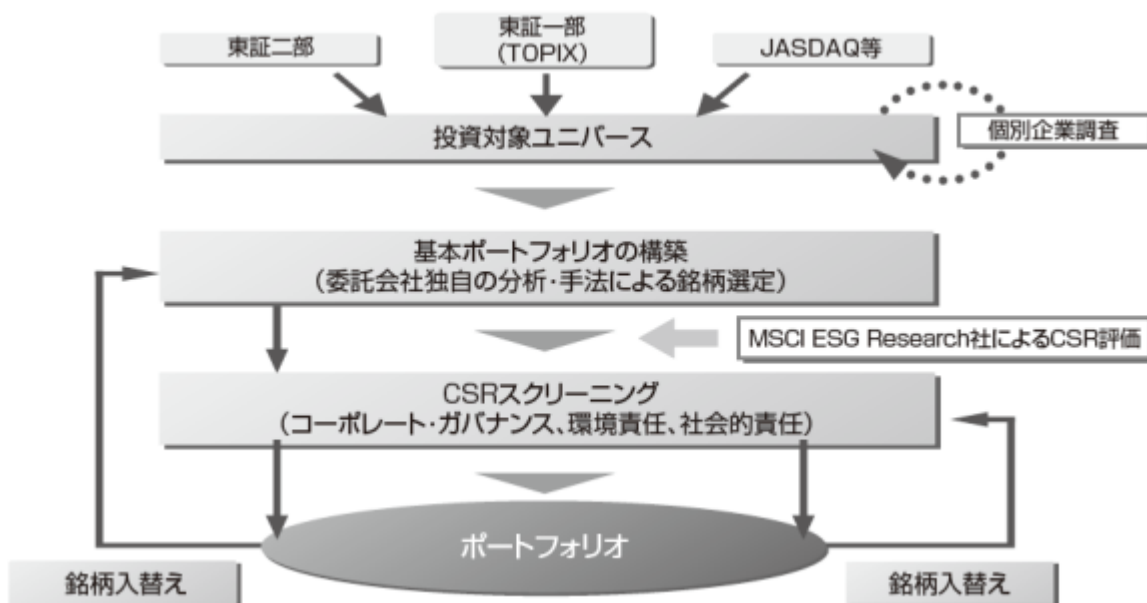 東証二部
東証一部
(TOPIX)
JASDAQ等
投資対象ユニバース
個別企業調査
基本ポートフォリオの構築
(委託会社独自の分析・手法による銘柄選定)
MSCI ESG Research社によるCSR評価
CSRスクリーニング
(コーポレート・ガバナンス、環境責任、社会的責任)
ポートフォリオ
銘柄入替え
銘柄入替え